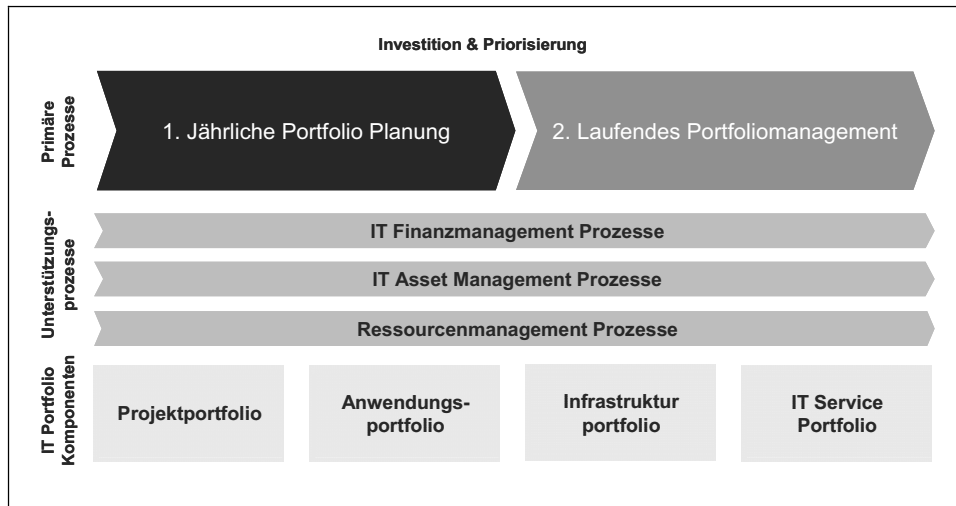 Investition & Priorisierung
Primäre
Prozesse
1. Jährliche Portfolio Planung
2. Laufendes Portfoliomanagement
Unterstützungs-
prozesse
IT Finanzmanagement Prozesse
IT Asset Management Prozesse
Ressourcenmanagement Prozesse
IT Portfolio
Komponenten
Projektportfolio
Anwendungs-
portfolio
Infrastruktur
portfolio
IT Service
Portfolio